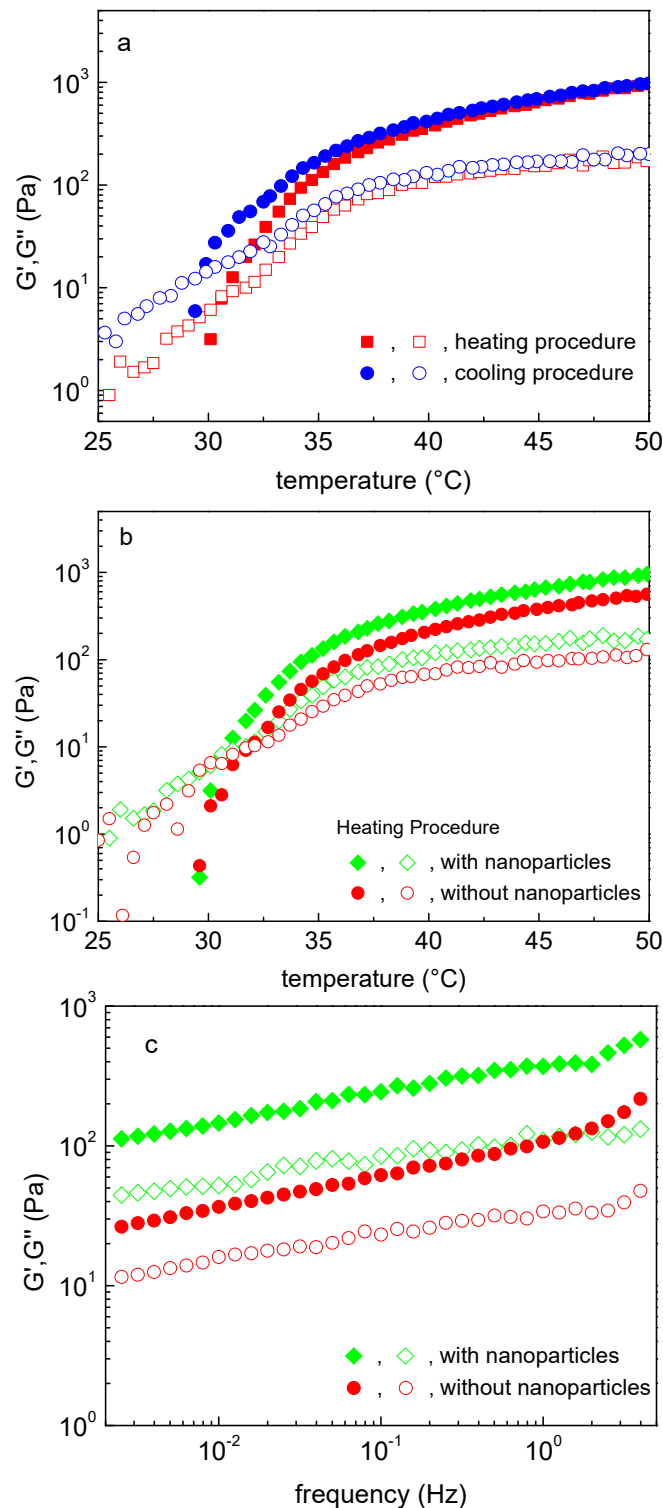 a
10³
10²
10¹
10⁰
G',G'' (Pa)
, , heating procedure
, , cooling procedure
25 30 35 40 45 50
temperature (°C)
b
10³
10²
10¹
10⁰
10⁻¹
G',G'' (Pa)
Heating Procedure
, , with nanoparticles
, , without nanoparticles
25 30 35 40 45 50
temperature (°C)
c
10³
10²
10¹
10⁰
G',G'' (Pa)
, , with nanoparticles
, , without nanoparticles
10⁻² 10⁻¹ 10⁰
frequency (Hz)